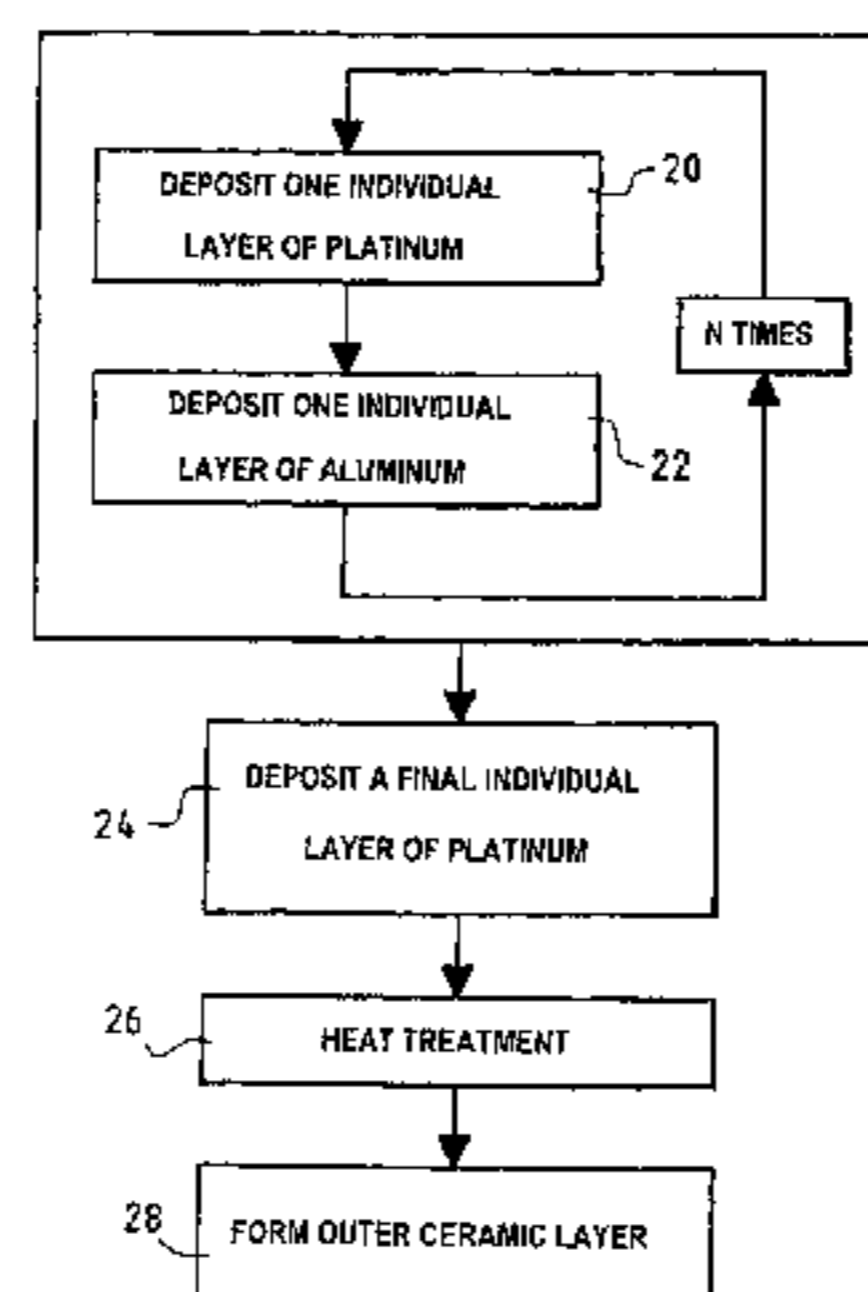 DEPOSIT ONE INDIVIDUAL
LAYER OF PLATINUM
20
N TIMES
DEPOSIT ONE INDIVIDUAL
LAYER OF ALUMINUM
22
DEPOSIT A FINAL INDIVIDUAL
LAYER OF PLATINUM
24
26
HEAT TREATMENT
28
FORM OUTER CERAMIC LAYER